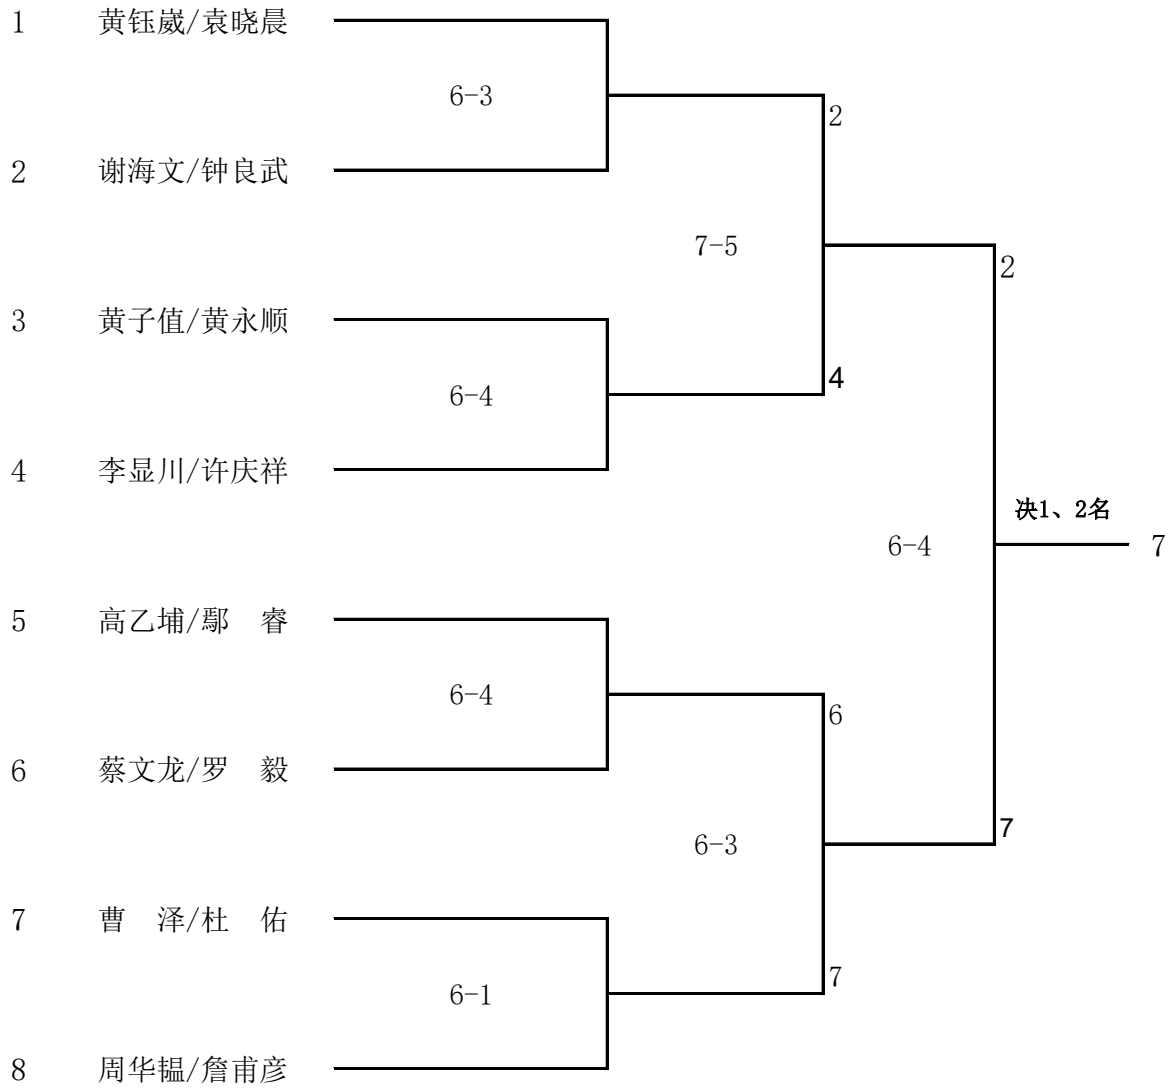 1 黄钰崴/袁晓晨
6-3
2
2 谢海文/钟良武
7-5
2
3 黄子值/黄永顺
4
6-4
4 李显川/许庆祥
决1、2名
6-4
7
5 高乙埔/鄢 睿
6-4
6
6 蔡文龙/罗 毅
7
6-3
7 曹 泽/杜 佑
7
6-1
8 周华韫/詹甫彦